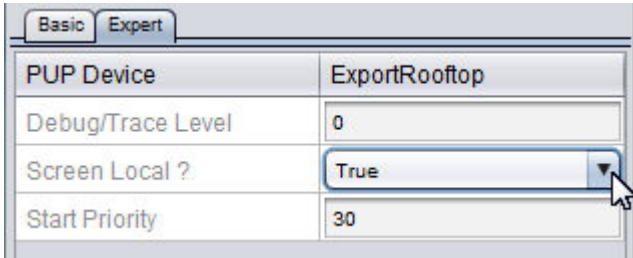 Basic Expert
PUP Device ExportRooftop
Debug/Trace Level 0
Screen Local ? True
Start Priority 30